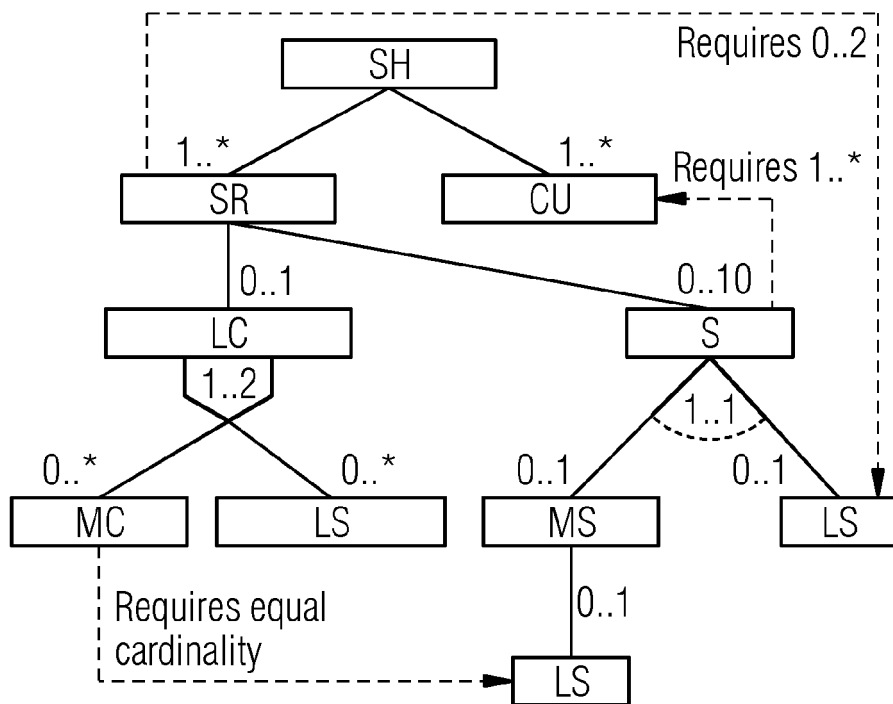 Requires 0..2
SH
1..*
1..*
Requires 1..*
SR
CU
0..1
0..10
LC
S
1..2
1..1
0..*
0..*
0..1
0..1
MC
LS
MS
LS
Requires equal
cardinality
0..1
LS